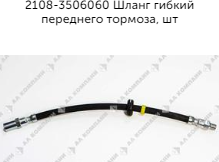 2108-3506060 Шланг гибкий
переднего тормоза, шт